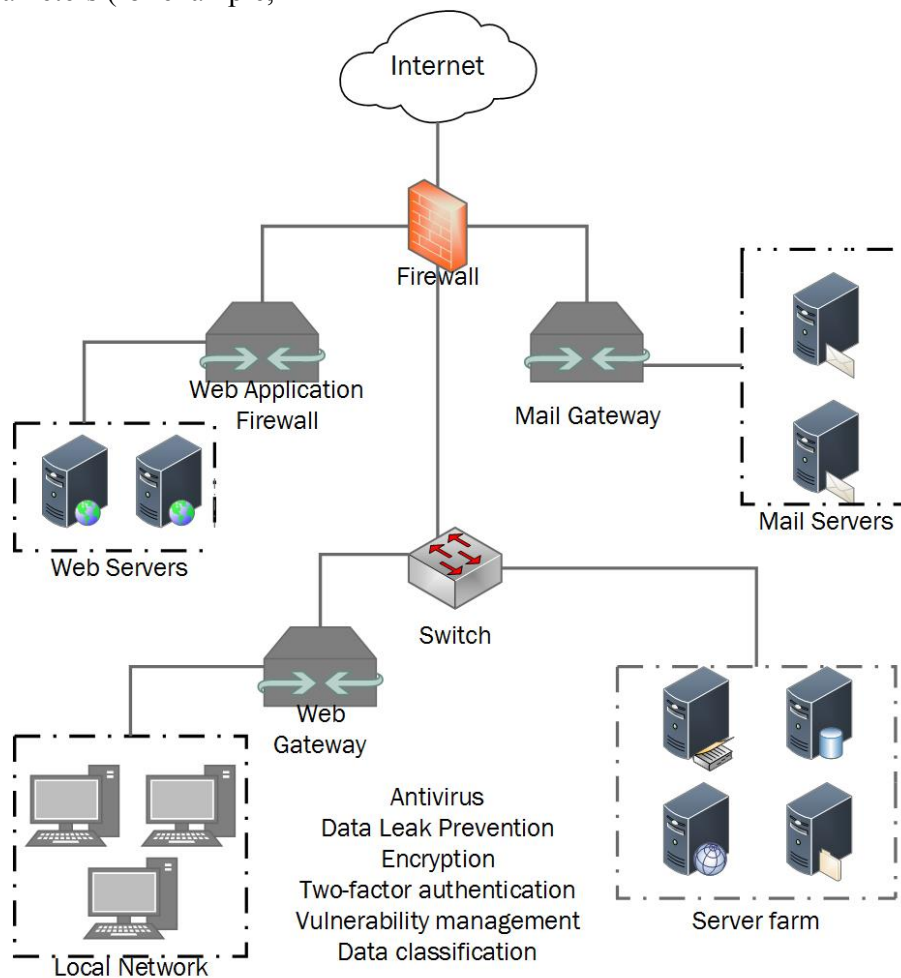 Internet
Firewall
Web Application
Firewall
Mail Gateway
Web Servers
Mail Servers
Switch
Web
Gateway
Antivirus
Data Leak Prevention
Encryption
Two-factor authentication
Vulnerability management
Data classification
Server farm
Local Network